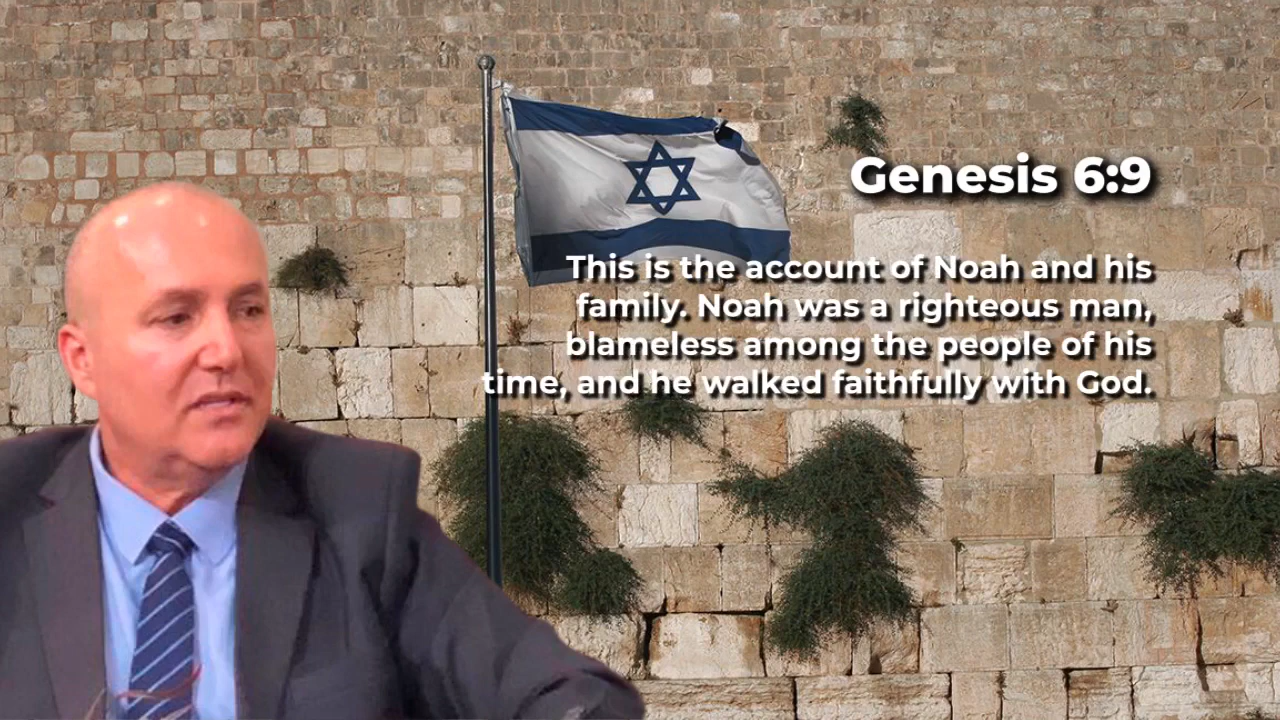 Genesis 6:9
This is the account of Noah and his
family. Noah was a righteous man,
blameless among the people of his
time, and he walked faithfully with God.